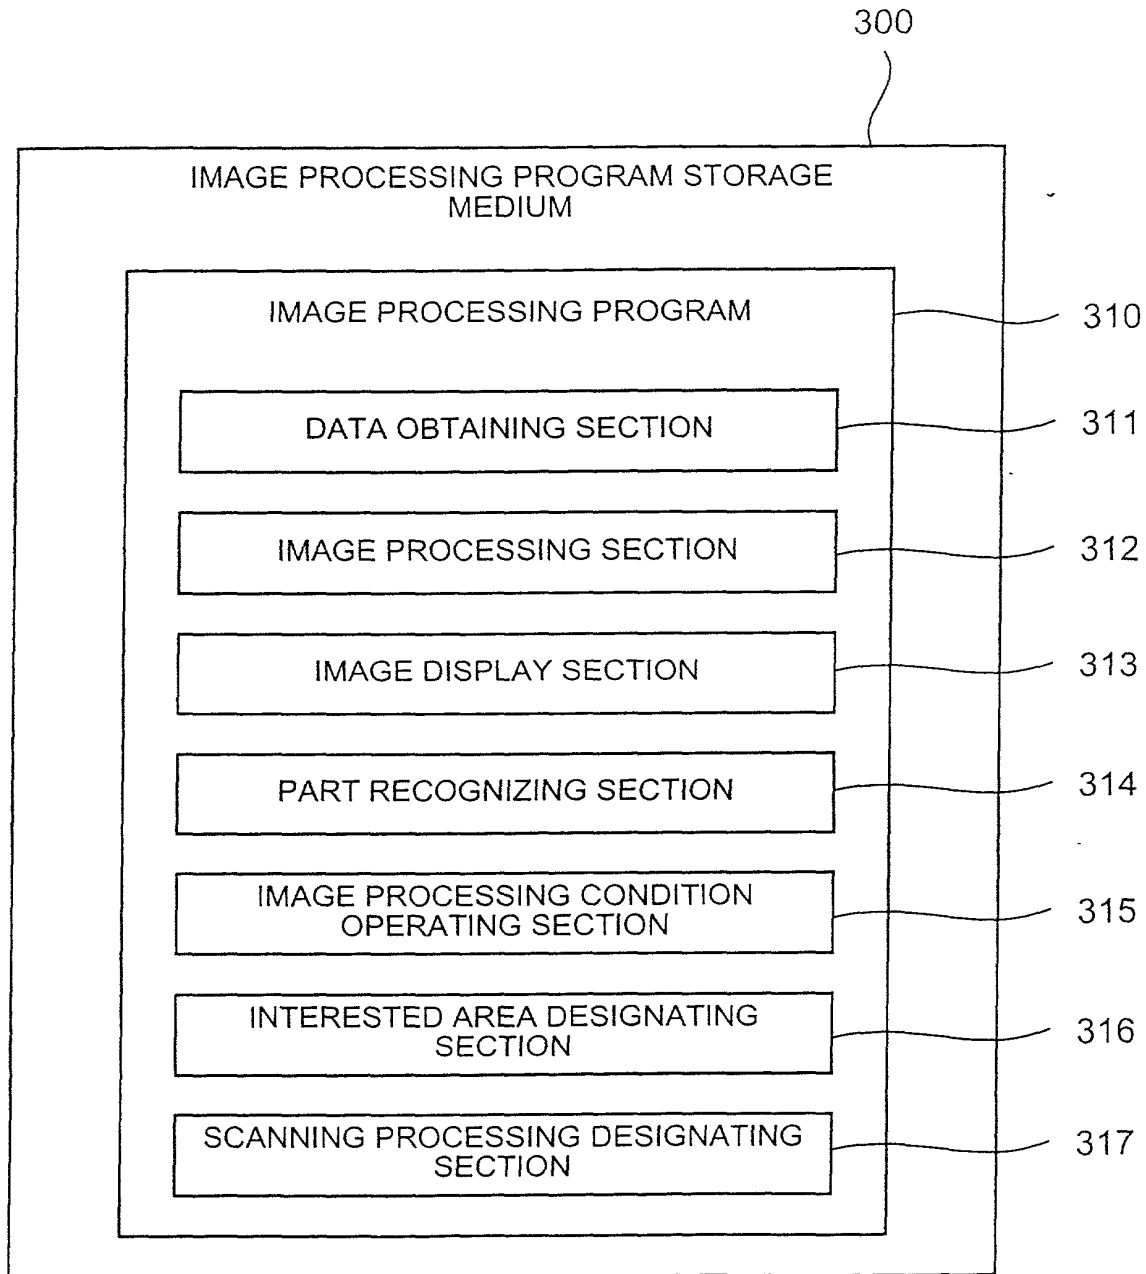 300
IMAGE PROCESSING PROGRAM STORAGE
MEDIUM
IMAGE PROCESSING PROGRAM
310
DATA OBTAINING SECTION
311
IMAGE PROCESSING SECTION
312
IMAGE DISPLAY SECTION
313
PART RECOGNIZING SECTION
314
IMAGE PROCESSING CONDITION
OPERATING SECTION
315
INTERESTED AREA DESIGNATING
SECTION
316
SCANNING PROCESSING DESIGNATING
SECTION
317